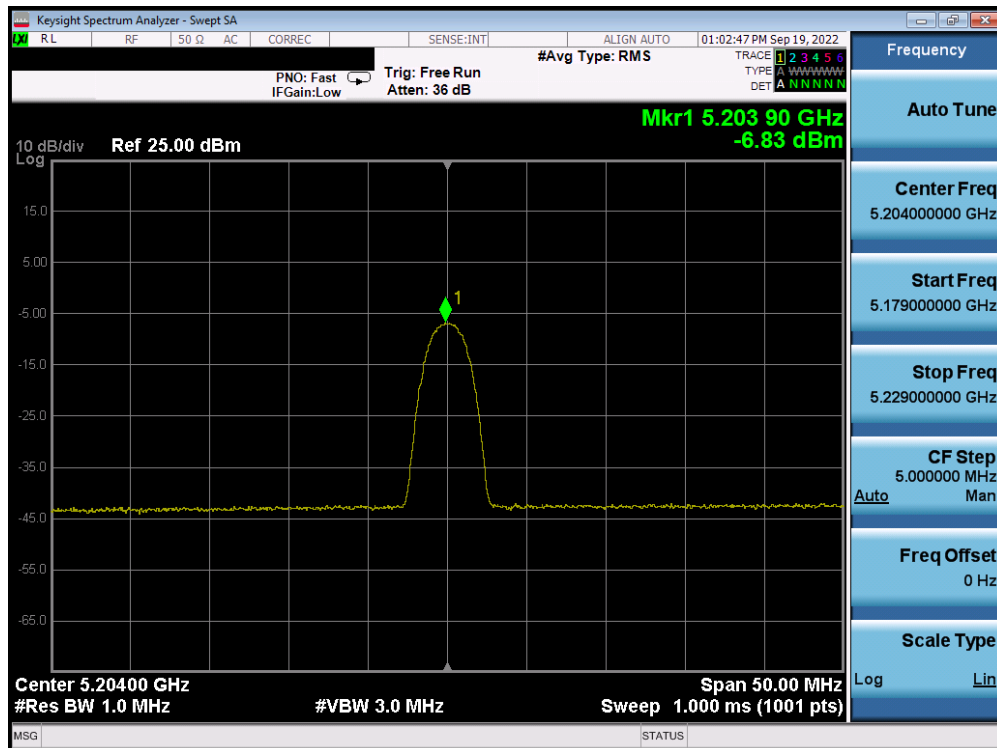 Keysight Spectrum Analyzer - Swept SA
LXI RL RF 50 Ω AC CORREC SENSE:INT ALIGN AUTO 01:02:47 PM Sep 19, 2022
PNO: Fast
IFGain:Low
Trig: Free Run
Atten: 36 dB
#Avg Type: RMS
TRACE 1 2 3 4 5 6
TYPE A WWWWWW
DET A N N N N N
Mkr1 5.203 90 GHz
-6.83 dBm
10 dB/div Ref 25.00 dBm
Log
15.0
5.00
-5.00
-15.0
-25.0
-35.0
-45.0
-55.0
-65.0
1
Center 5.20400 GHz Span 50.00 MHz
#Res BW 1.0 MHz #VBW 3.0 MHz Sweep 1.000 ms (1001 pts)
MSG STATUS
Frequency
Auto Tune
Center Freq
5.204000000 GHz
Start Freq
5.179000000 GHz
Stop Freq
5.229000000 GHz
CF Step
5.000000 MHz
Auto Man
Freq Offset
0 Hz
Scale Type
Log Lin